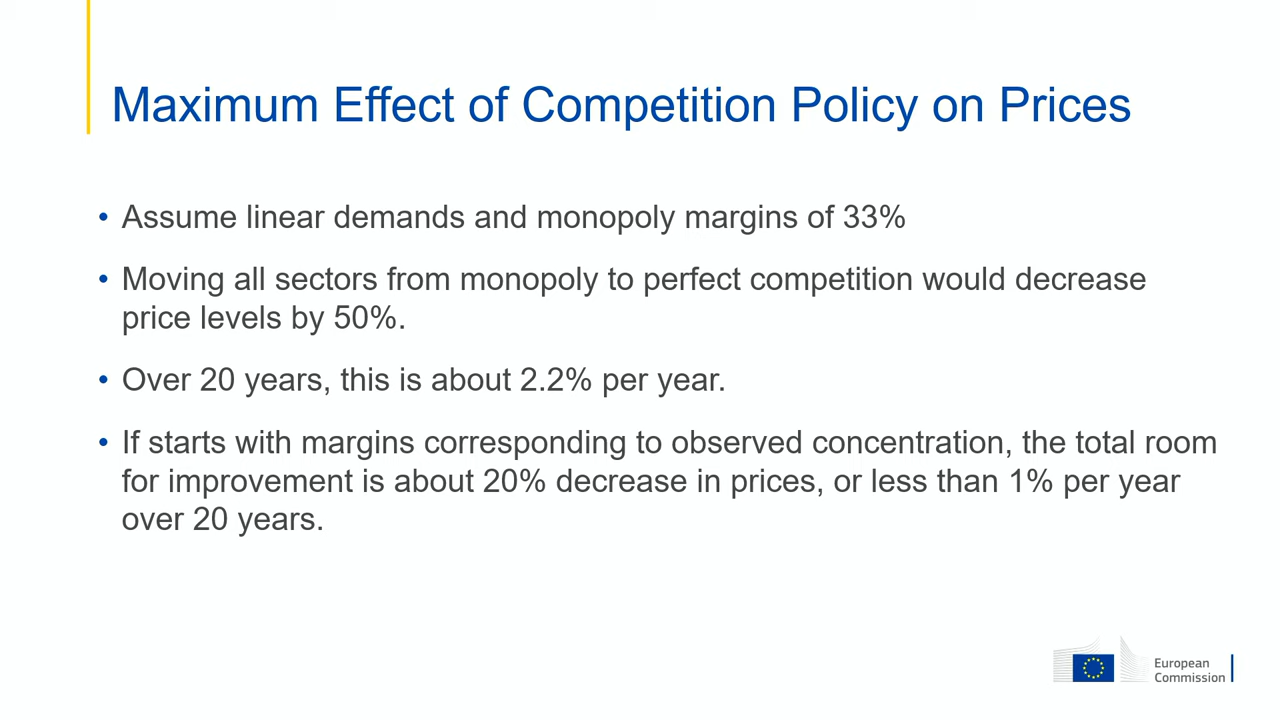 Maximum Effect of Competition Policy on Prices
• Assume linear demands and monopoly margins of 33%
• Moving all sectors from monopoly to perfect competition would decrease
price levels by 50%.
• Over 20 years, this is about 2.2% per year.
• If starts with margins corresponding to observed concentration, the total room
for improvement is about 20% decrease in prices, or less than 1% per year
over 20 years.
European
Commission